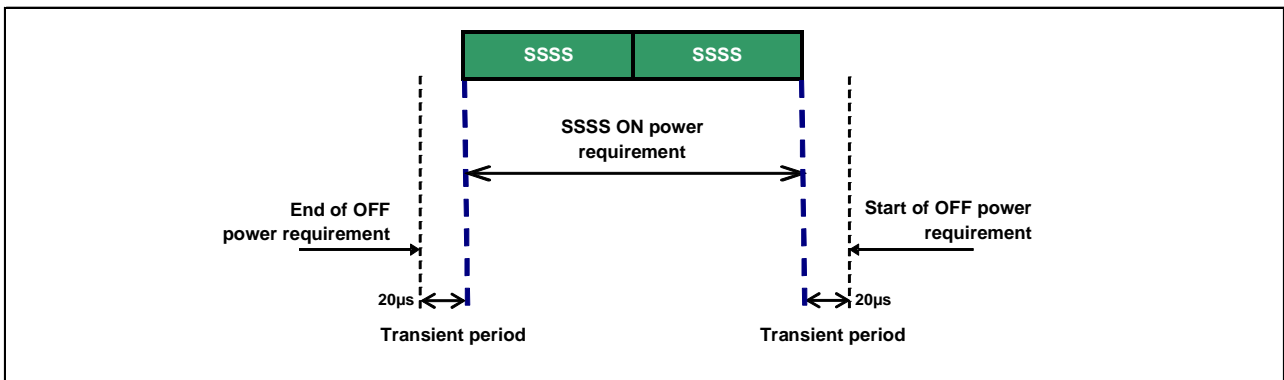 SSSS SSSS
SSSS ON power
requirement
End of OFF
power requirement
Start of OFF power
requirement
20µs
20µs
Transient period
Transient period